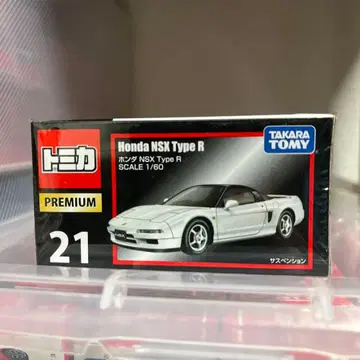 トミカ
PREMIUM
21
Honda NSX Type R
ホンダ NSX Type R
SCALE 1/60
TAKARA
TOMY
サスペンション